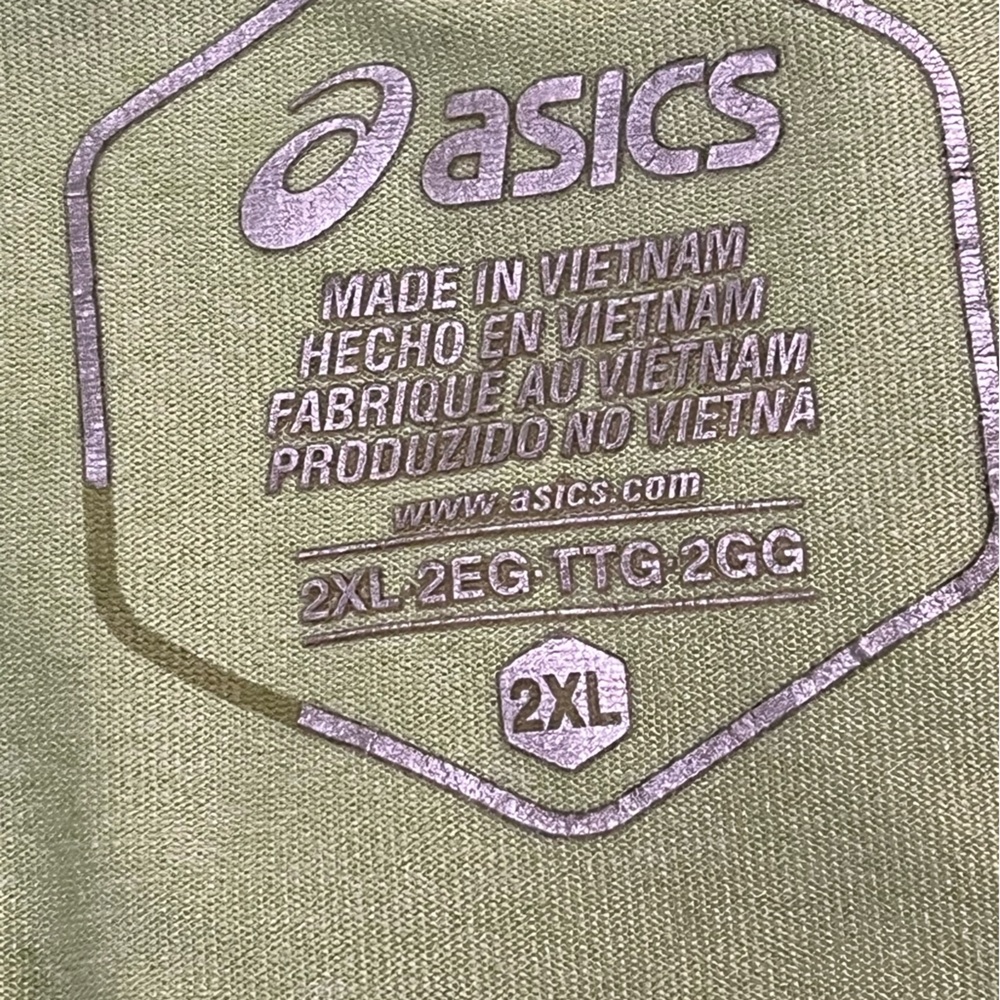 asics
MADE IN VIETNAM
HECHO EN VIETNAM
FABRIQUE AU VIETNAM
PRODUZIDO NO VIETNA
www.asics.com
2XL·2EG·TTG·2GG
2XL